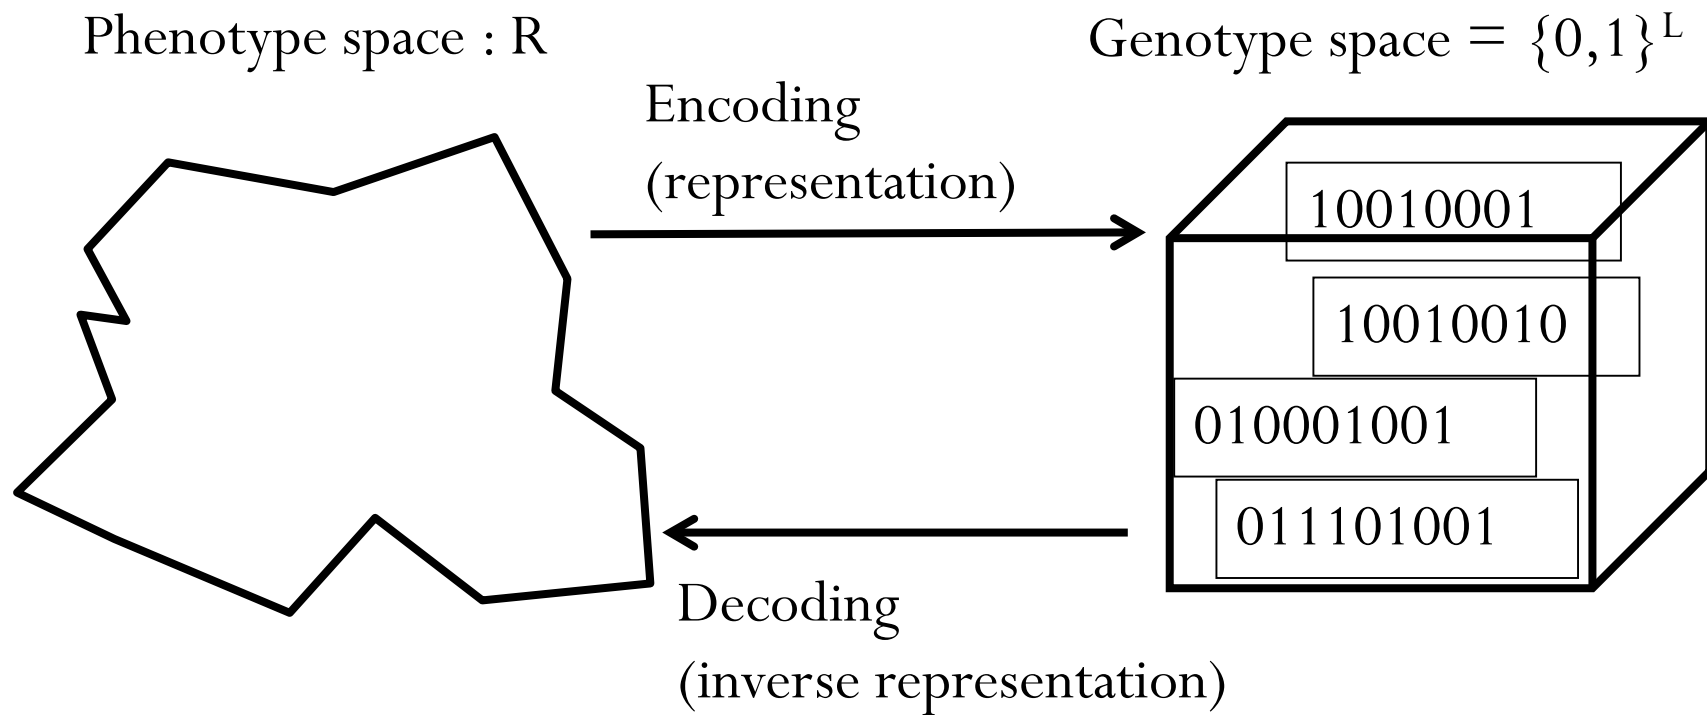 Phenotype space : R
Genotype space = {0,1}ᴸ
Encoding
(representation)
10010001
10010010
010001001
011101001
Decoding
(inverse representation)